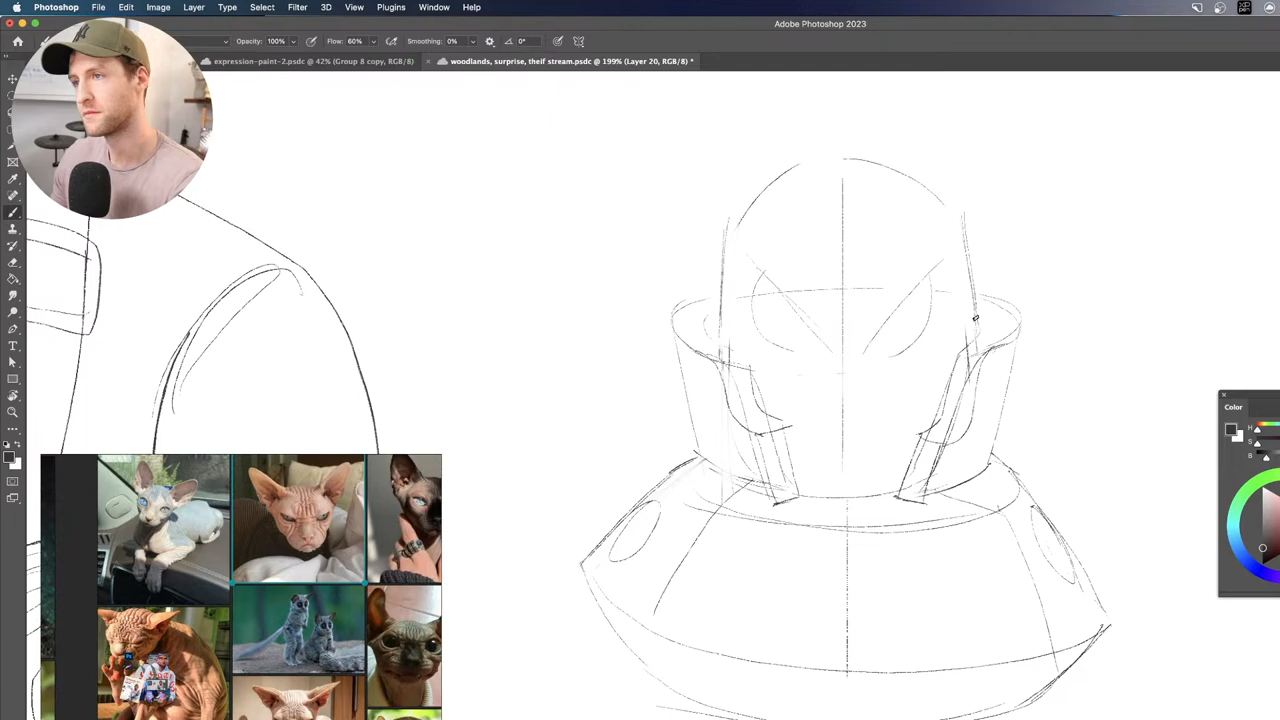 Photoshop File Edit Image Layer Type Select Filter 3D View Plugins Window Help
Adobe Photoshop 2023
Opacity: 100% Flow: 60% Smoothing: 0% 0°
expression-paint-2.psdc @ 42% (Group 8 copy, RGB/8) × woodlands, surprise, theif stream.psdc @ 199% (Layer 20, RGB/8) *
Color
H
S
B